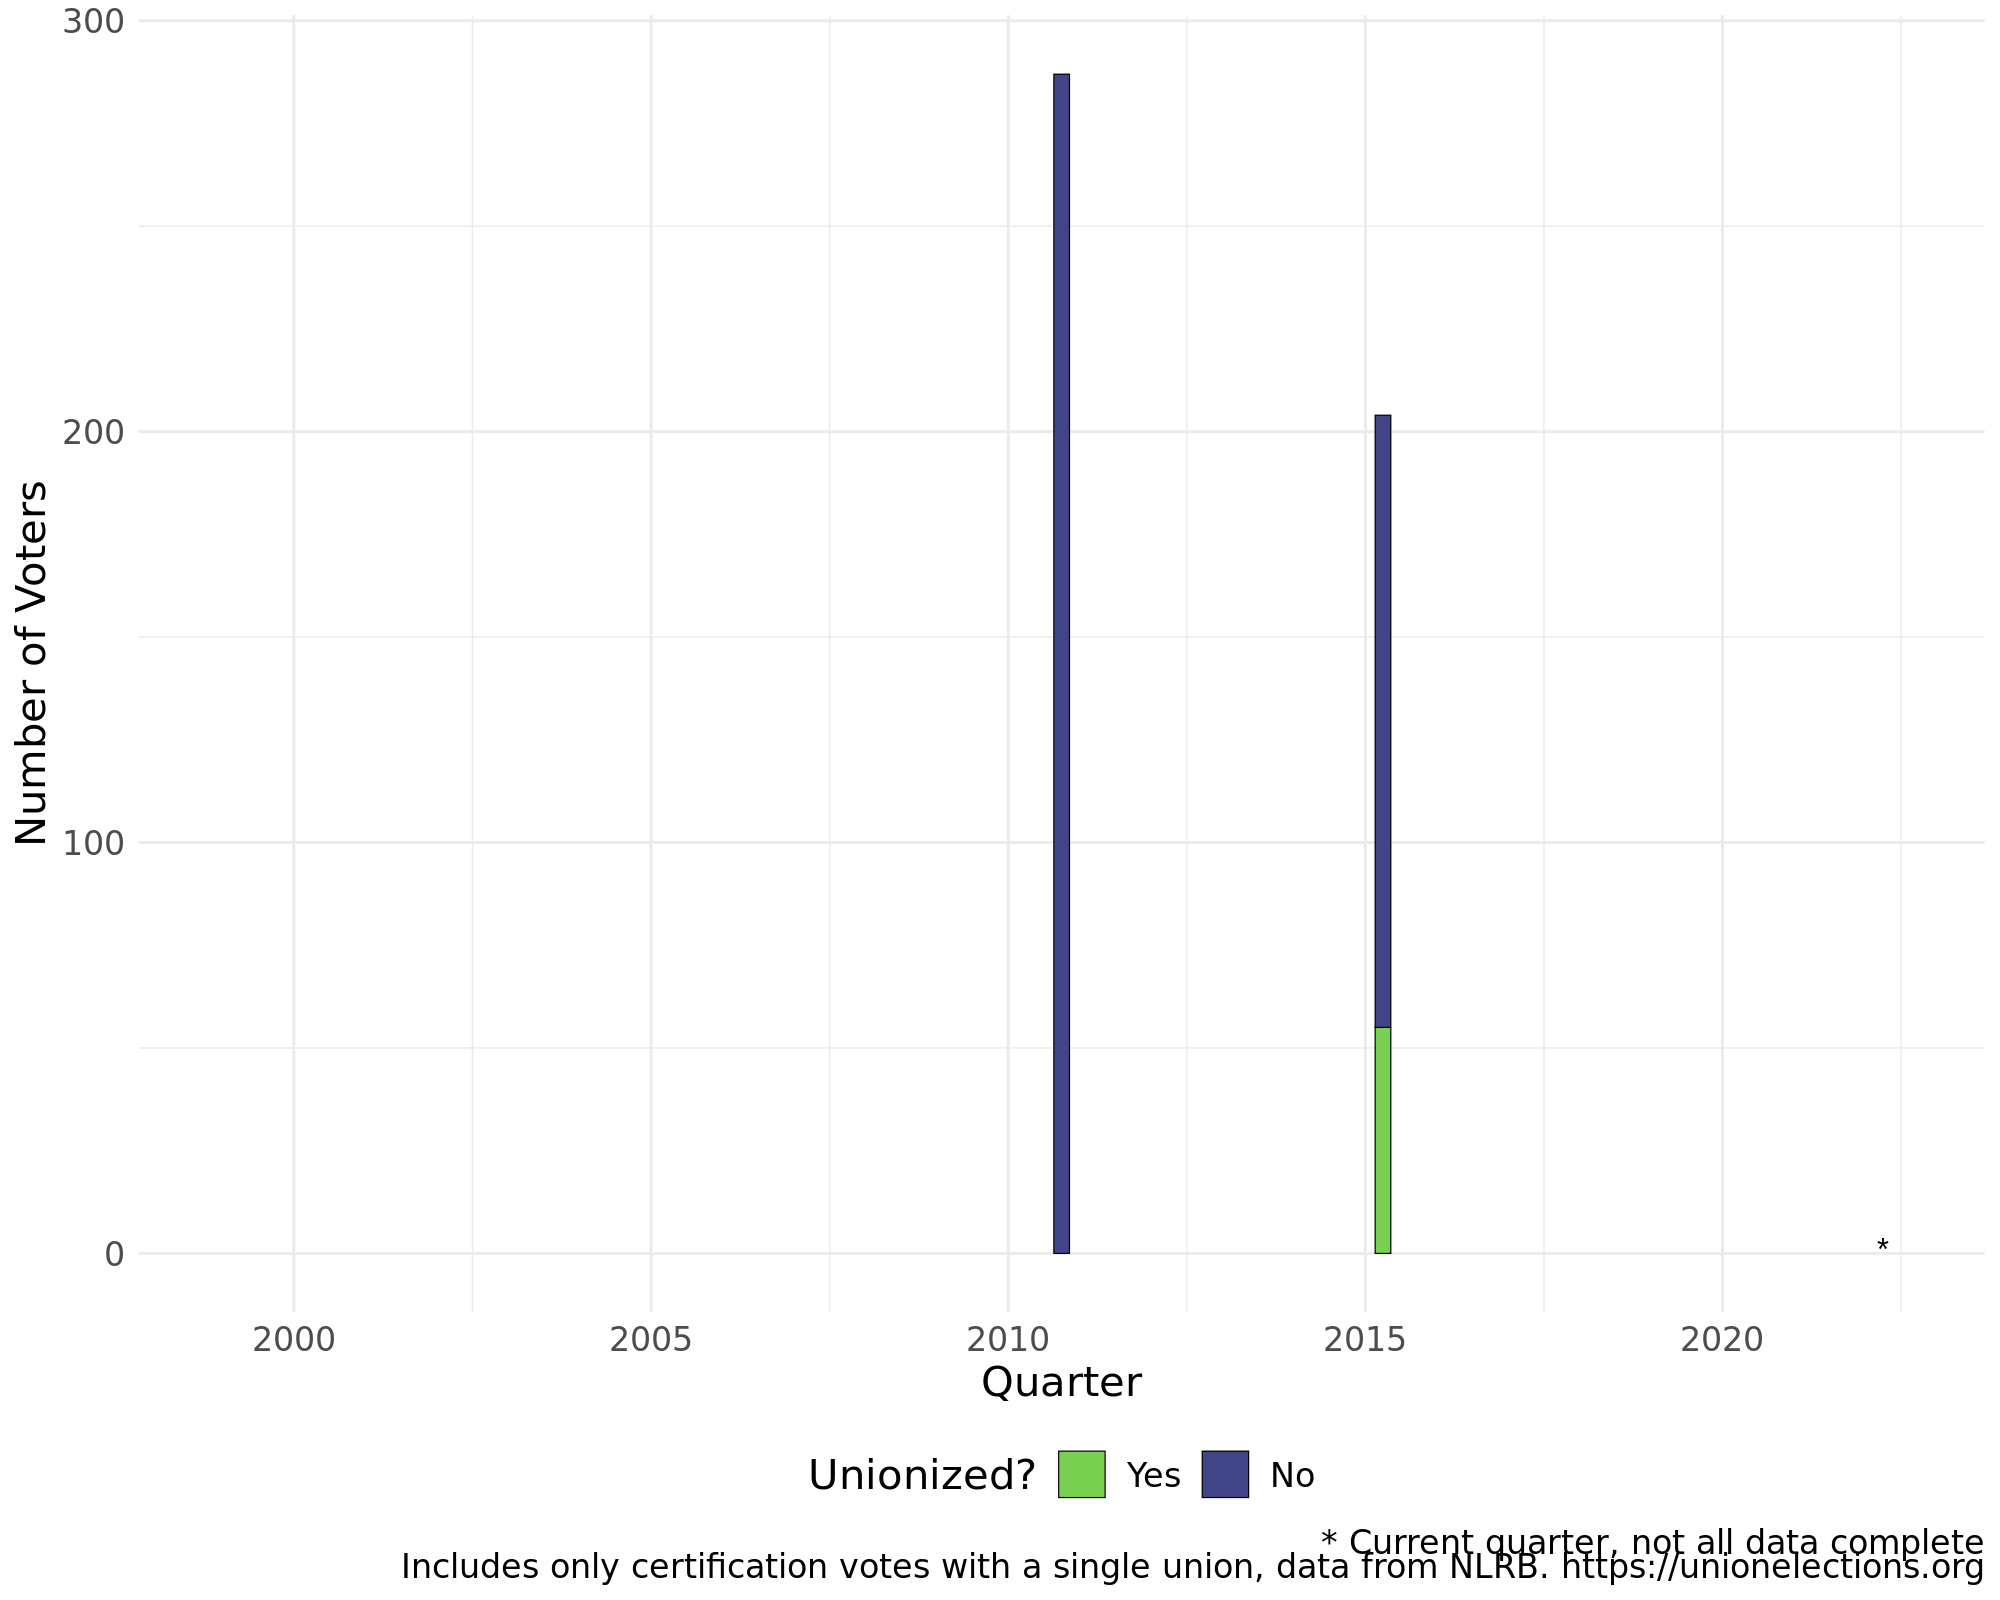 300
200
100
0
Number of Voters
*
2000 2005 2010 2015 2020
Quarter
Unionized? Yes No
* Current quarter, not all data complete
Includes only certification votes with a single union, data from NLRB. https://unionelections.org